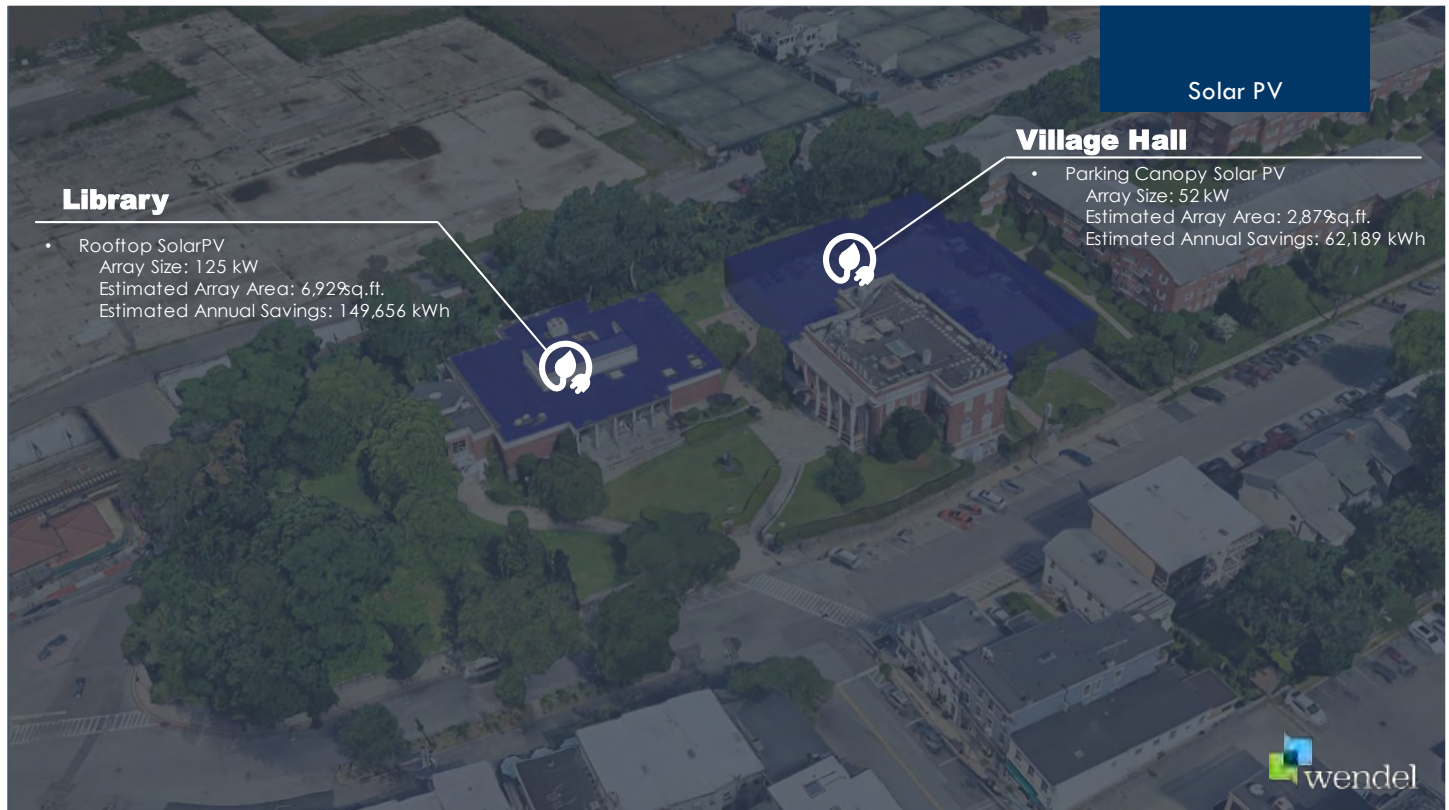 Solar PV
Village Hall
• Parking Canopy Solar PV
Array Size: 52 kW
Estimated Array Area: 2,879sq.ft.
Estimated Annual Savings: 62,189 kWh
Library
• Rooftop SolarPV
Array Size: 125 kW
Estimated Array Area: 6,929sq.ft.
Estimated Annual Savings: 149,656 kWh
wendel